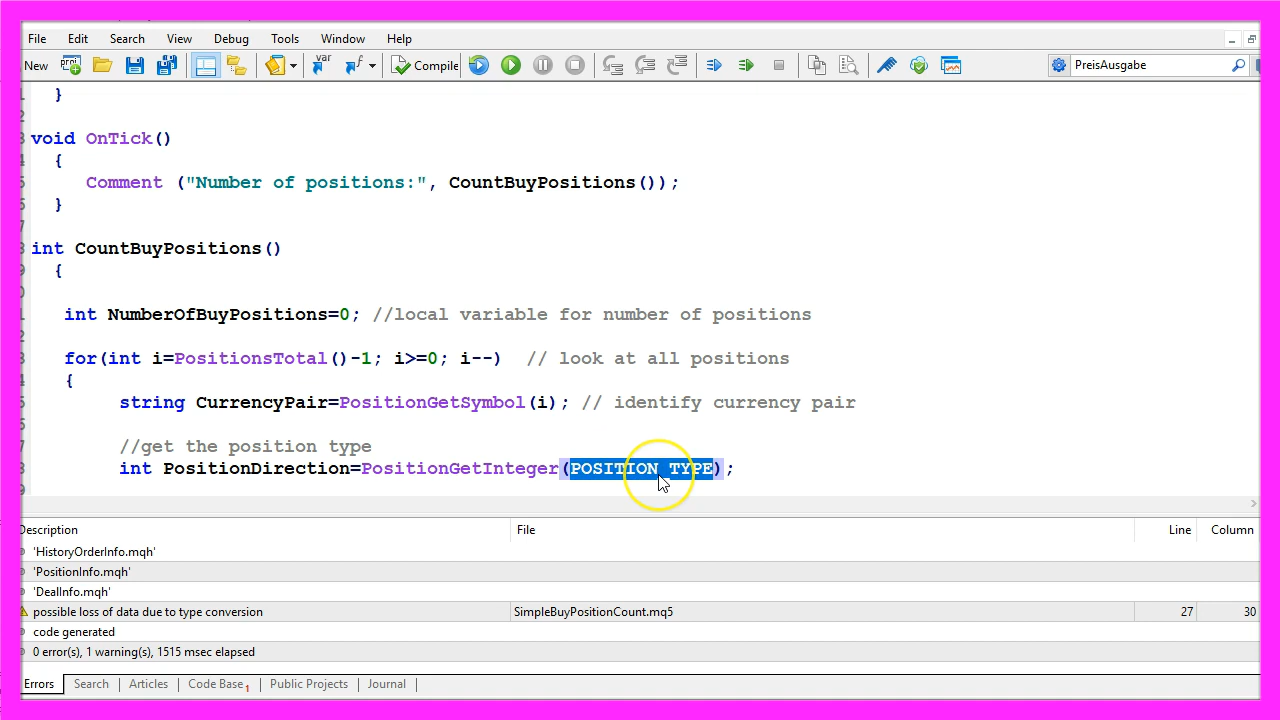 File Edit Search View Debug Tools Window Help
New Compile PreisAusgabe
}
void OnTick()
{
Comment ("Number of positions:", CountBuyPositions());
}
int CountBuyPositions()
{
int NumberOfBuyPositions=0; //local variable for number of positions
for(int i=PositionsTotal()-1; i>=0; i--) // look at all positions
{
string CurrencyPair=PositionGetSymbol(i); // identify currency pair
//get the position type
int PositionDirection=PositionGetInteger(POSITION_TYPE);
Description File Line Column
'HistoryOrderInfo.mqh'
'PositionInfo.mqh'
'DealInfo.mqh'
possible loss of data due to type conversion SimpleBuyPositionCount.mq5 27 30
code generated
0 error(s), 1 warning(s), 1515 msec elapsed
Errors Search Articles Code Base 1 Public Projects Journal